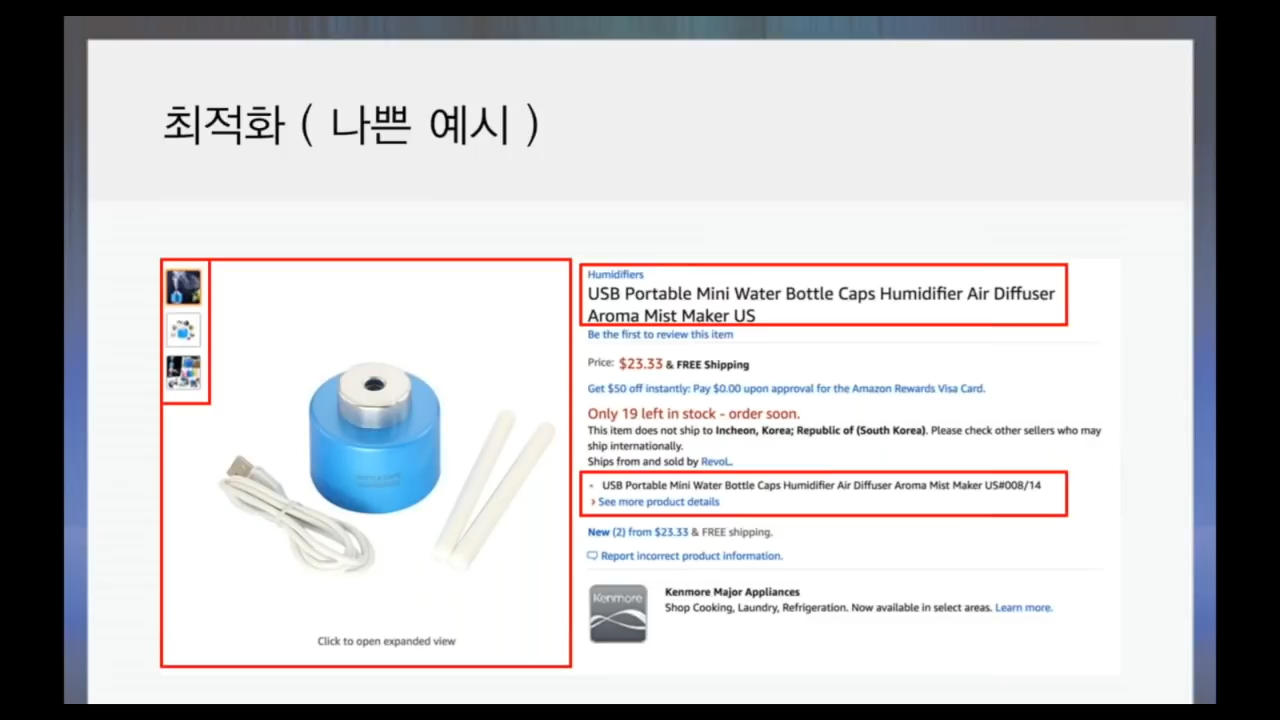 최적화 ( 나쁜 예시 )
Humidifiers
USB Portable Mini Water Bottle Caps Humidifier Air Diffuser
Aroma Mist Maker US
Be the first to review this item
Price: $23.33 & FREE Shipping
Get $50 off instantly: Pay $0.00 upon approval for the Amazon Rewards Visa Card.
Only 19 left in stock - order soon.
This item does not ship to Incheon, Korea; Republic of (South Korea). Please check other sellers who may
ship internationally.
Ships from and sold by RevoL.
USB Portable Mini Water Bottle Caps Humidifier Air Diffuser Aroma Mist Maker US#008/14
› See more product details
New (2) from $23.33 & FREE shipping.
Report incorrect product information.
Kenmore
Kenmore Major Appliances
Shop Cooking, Laundry, Refrigeration. Now available in select areas. Learn more.
Click to open expanded view